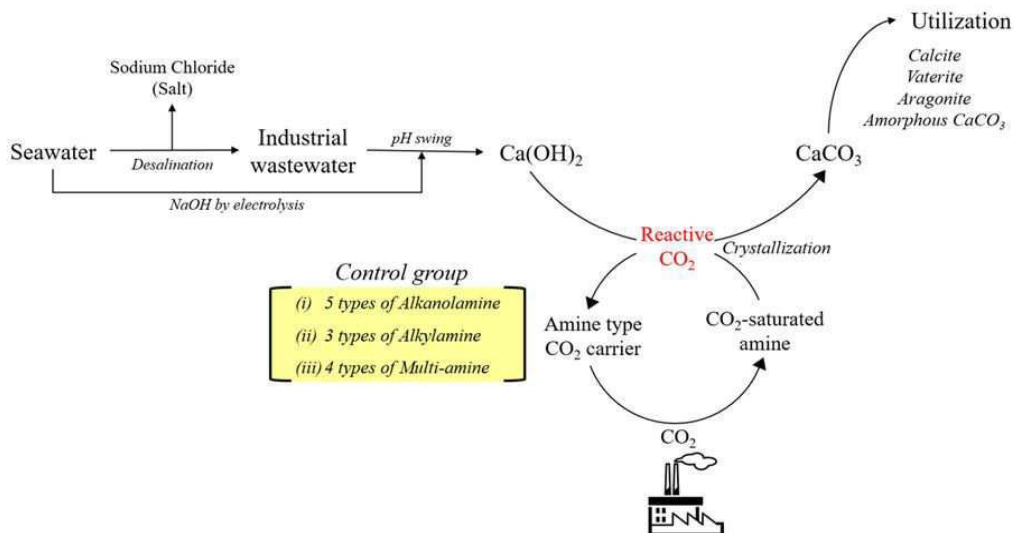 Utilization
Calcite
Vaterite
Aragonite
Amorphous CaCO₃
Sodium Chloride
(Salt)
Seawater
Desalination
Industrial
wastewater
pH swing
Ca(OH)₂
CaCO₃
NaOH by electrolysis
Reactive
CO₂
Crystallization
Control group
(i) 5 types of Alkanolamine
(ii) 3 types of Alkylamine
(iii) 4 types of Multi-amine
Amine type
CO₂ carrier
CO₂-saturated
amine
CO₂